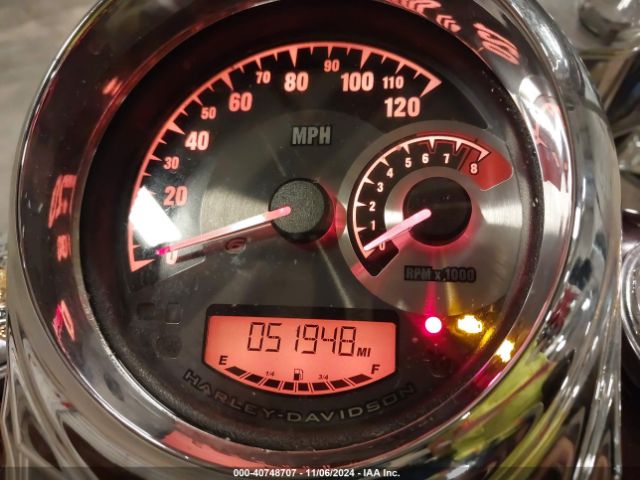 0 20 30 40 50 60 70 80 90 100 110 120
MPH
0 1 2 3 4 5 6 7 8
RPM x 1000
051948 MI
E 1/4 3/4 F
HARLEY-DAVIDSON
000-40748707 - 11/06/2024 - IAA Inc.